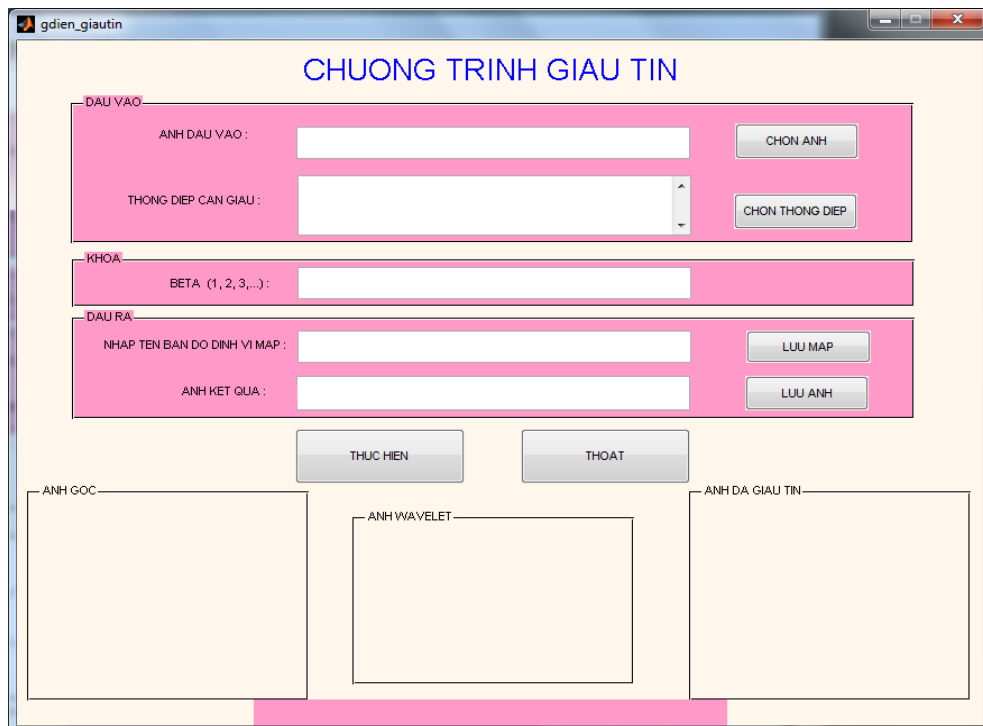 gdien_giautin
CHUONG TRINH GIAU TIN
DAU VAO
ANH DAU VAO :
CHON ANH
THONG DIEP CAN GIAU :
CHON THONG DIEP
KHOA
BETA (1, 2, 3,...) :
DAU RA
NHAP TEN BAN DO DINH VI MAP :
LUU MAP
ANH KET QUA :
LUU ANH
THUC HIEN
THOAT
ANH GOC
ANH WAVELET
ANH DA GIAU TIN